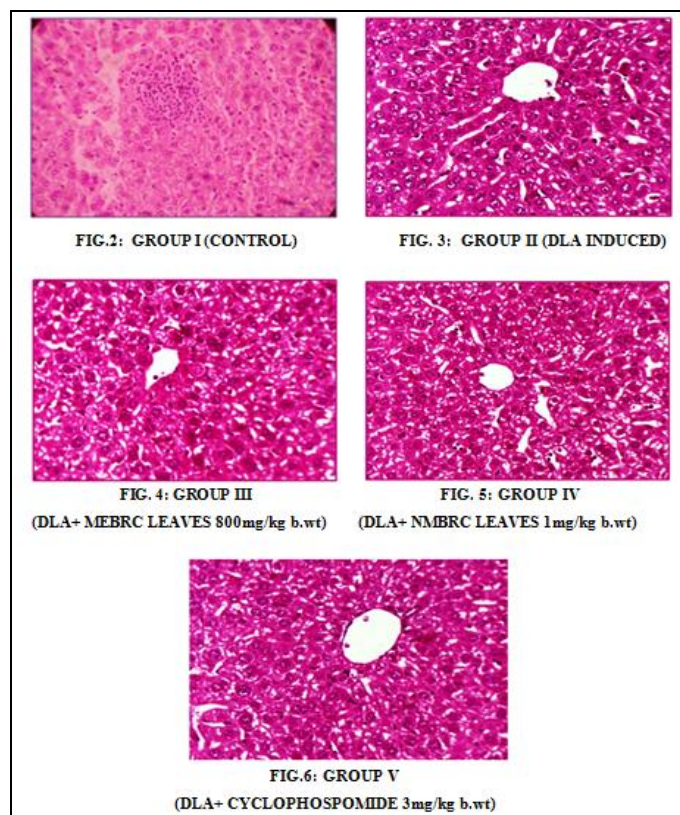 FIG.2: GROUP I (CONTROL)
FIG. 3: GROUP II (DLA INDUCED)
FIG. 4: GROUP III
(DLA+ MEBRC LEAVES 800mg/kg b.wt)
FIG. 5: GROUP IV
(DLA+ NMBRC LEAVES 1mg/kg b.wt)
FIG.6: GROUP V
(DLA+ CYCLOPHOSPOMIDE 3mg/kg b.wt)